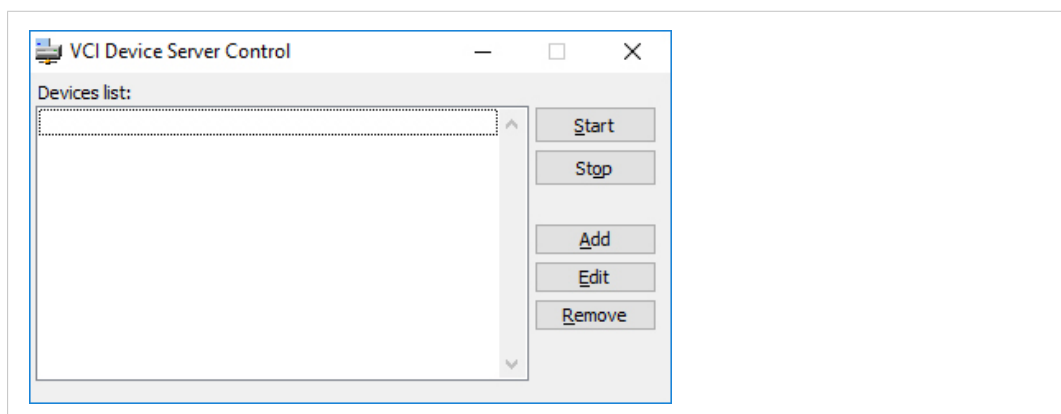 VCI Device Server Control
Devices list:
Start
Stop
Add
Edit
Remove